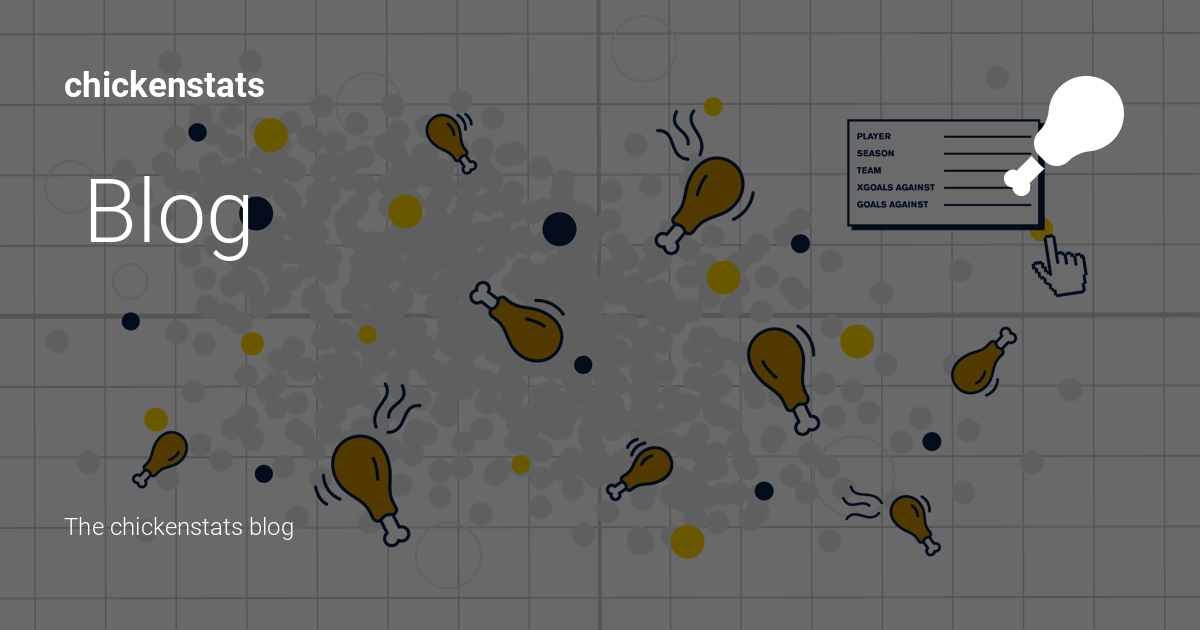 chickenstats
Blog
PLAYER
SEASON
TEAM
XGOALS AGAINST
GOALS AGAINST
The chickenstats blog